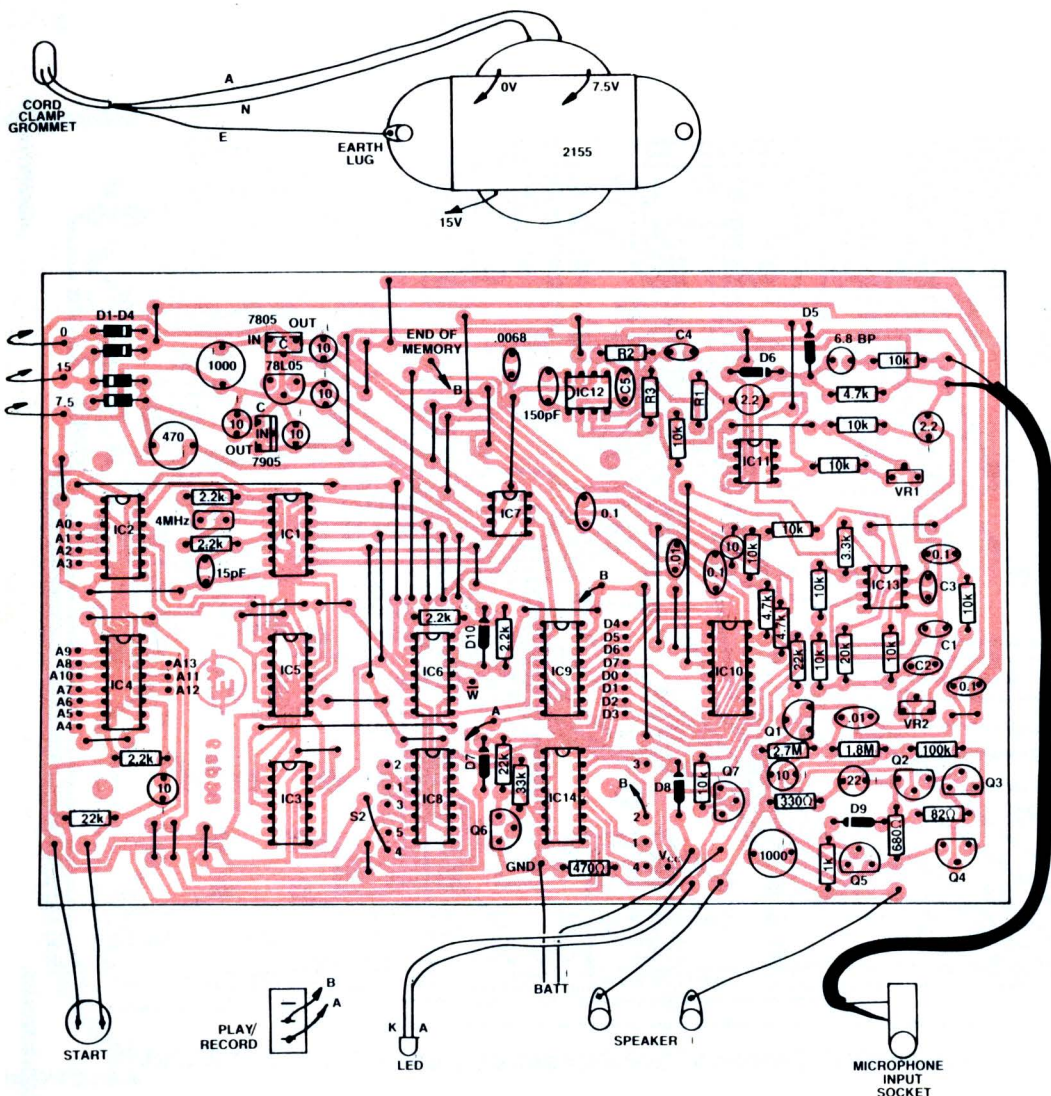 CORD
CLAMP
GROMMET
A
N
E
EARTH
LUG
0V
7.5V
2155
15V
D1-D4
0
15
7.5
1000
7805
OUT
IN
C
10
78L05
10
10
C
IN
10
OUT
7905
470
END OF
MEMORY
B
.0068
150pF
IC12
R2
C5
C4
R3
R1
10k
D5
D6
2.2
6.8 BP
10k
4.7k
10k
2.2
10k
IC11
VR1
A0
A1
A2
A3
IC2
2.2k
4MHz
2.2k
15pF
IC1
IC7
0.1
.01
0.1
10
10k
10k
3.3k
IC13
0.1
C3
10k
10k
4.7k
4.7k
C1
C2
0.1
22k
10k
20k
10k
VR2
A9
A8
A10
A7
A6
A5
A4
IC4
A13
A11
A12
IC5
2.2k
IC6
D10
2.2k
W
A
B
IC9
D4
D5
D6
D7
D0
D1
D2
D3
IC10
Q1
.01
2.7M
1.8M
100k
2.2k
10
22k
IC3
S2
2
1
3
5
4
IC8
D7
22k
33k
Q6
IC14
3
B
2
1
4
Vcc
D8
10k
Q7
GND
470Ω
10
330Ω
22
Q2
Q3
D9
680Ω
82Ω
1000
1k
Q5
Q4
START
PLAY/
RECORD
B
A
K
A
LED
BATT
SPEAKER
MICROPHONE
INPUT
SOCKET